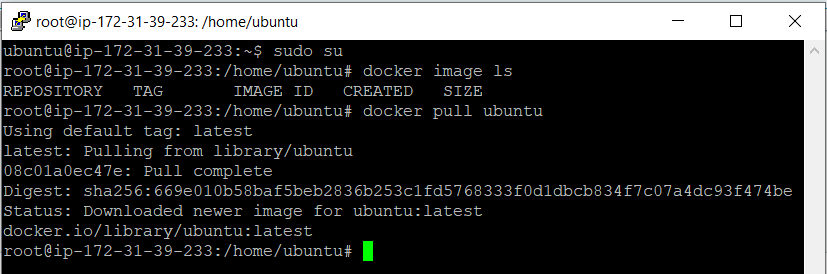 root@ip-172-31-39-233: /home/ubuntu
ubuntu@ip-172-31-39-233:~$ sudo su
root@ip-172-31-39-233:/home/ubuntu# docker image ls
REPOSITORY   TAG       IMAGE ID   CREATED   SIZE
root@ip-172-31-39-233:/home/ubuntu# docker pull ubuntu
Using default tag: latest
latest: Pulling from library/ubuntu
08c01a0ec47e: Pull complete
Digest: sha256:669e010b58baf5beb2836b253c1fd5768333f0d1dbcb834f7c07a4dc93f474be
Status: Downloaded newer image for ubuntu:latest
docker.io/library/ubuntu:latest
root@ip-172-31-39-233:/home/ubuntu#